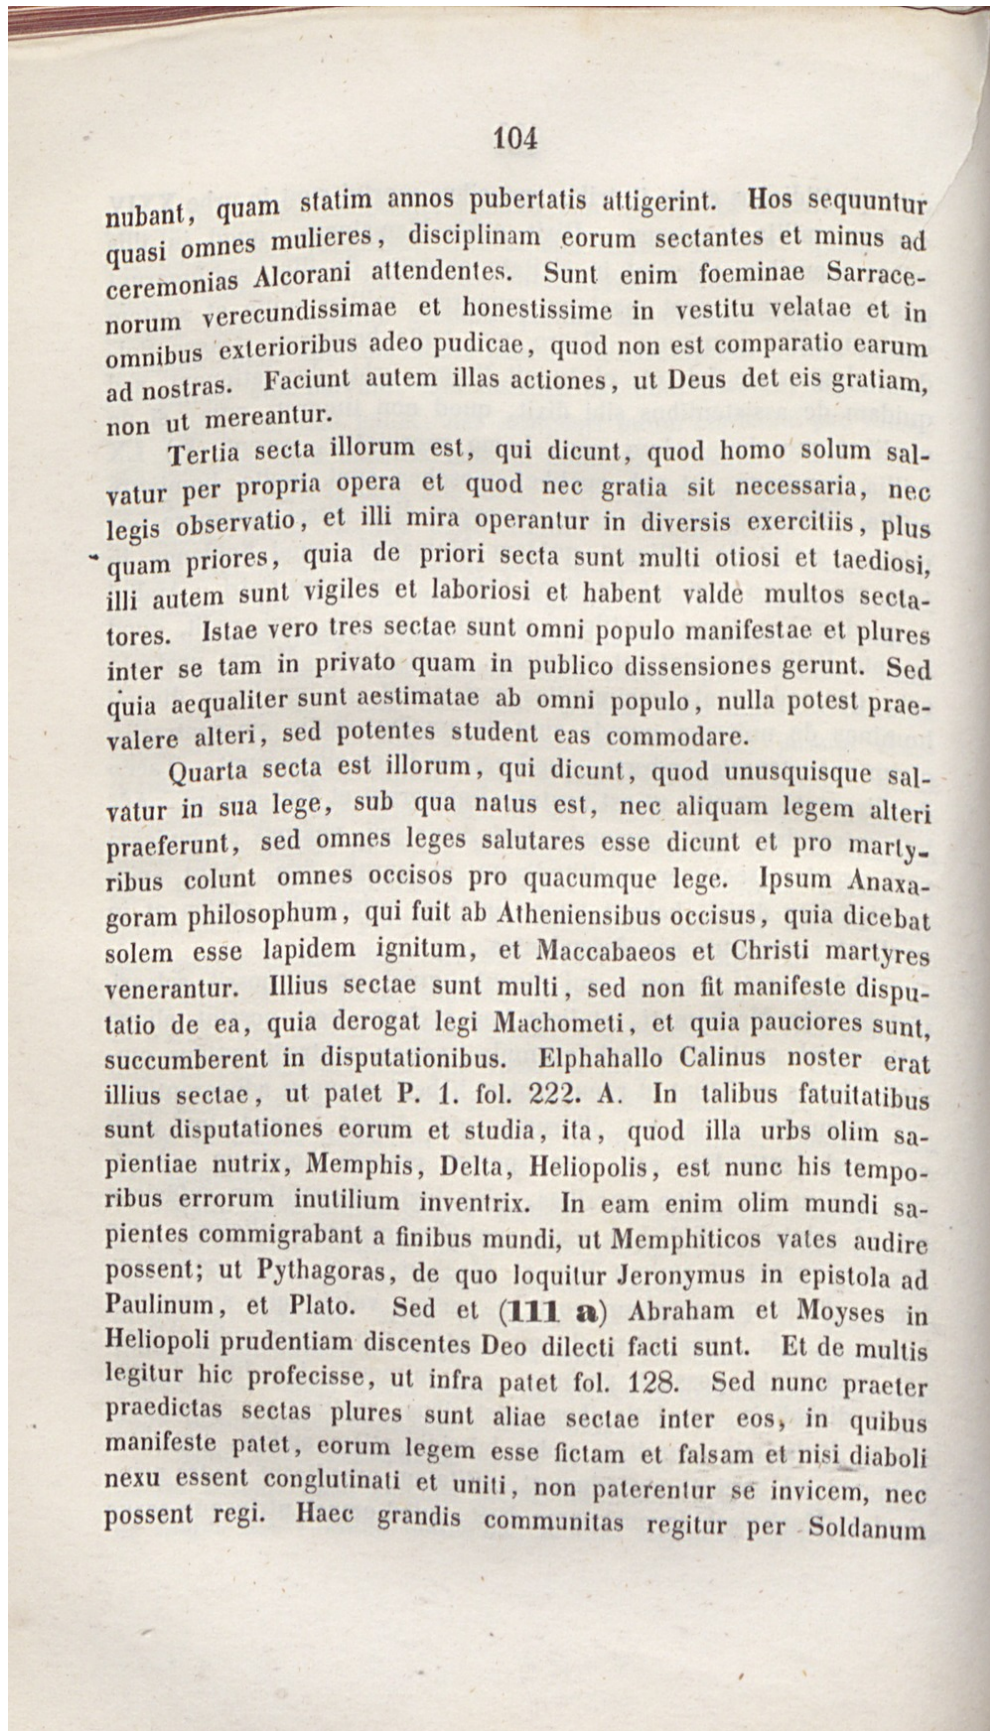 104
nubant, quam statim annos pubertatis attigerint. Hos sequuntur
quasi omnes mulieres, disciplinam eorum sectantes et minus ad
ceremonias Alcorani attendentes. Sunt enim foeminae Sarrace-
norum verecundissimae et honestissime in vestitu velatae et in
omnibus exterioribus adeo pudicae, quod non est comparatio earum
ad nostras. Faciunt autem illas actiones, ut Deus det eis gratiam,
non ut mereantur.
Tertia secta illorum est, qui dicunt, quod homo solum sal-
vatur per propria opera et quod nec gratia sit necessaria, nec
legis observatio, et illi mira operantur in diversis exercitiis, plus
quam priores, quia de priori secta sunt multi otiosi et taediosi,
illi autem sunt vigiles et laboriosi et habent valde multos secta-
tores. Istae vero tres sectae sunt omni populo manifestae et plures
inter se tam in privato quam in publico dissensiones gerunt. Sed
quia aequaliter sunt aestimatae ab omni populo, nulla potest prae-
valere alteri, sed potentes student eas commodare.
Quarta secta est illorum, qui dicunt, quod unusquisque sal-
vatur in sua lege, sub qua natus est, nec aliquam legem alteri
praeferunt, sed omnes leges salutares esse dicunt et pro marty-
ribus colunt omnes occisos pro quacumque lege. Ipsum Anaxa-
goram philosophum, qui fuit ab Atheniensibus occisus, quia dicebat
solem esse lapidem ignitum, et Maccabaeos et Christi martyres
venerantur. Illius sectae sunt multi, sed non fit manifeste dispu-
tatio de ea, quia derogat legi Machometi, et quia pauciores sunt,
succumberent in disputationibus. Elphahallo Calinus noster erat
illius sectae, ut patet P. 1. fol. 222. A. In talibus fatuitatibus
sunt disputationes eorum et studia, ita, quod illa urbs olim sa-
pientiae nutrix, Memphis, Delta, Heliopolis, est nunc his tempo-
ribus errorum inutilium inventrix. In eam enim olim mundi sa-
pientes commigrabant a finibus mundi, ut Memphiticos vates audire
possent; ut Pythagoras, de quo loquitur Jeronymus in epistola ad
Paulinum, et Plato. Sed et (111 a) Abraham et Moyses in
Heliopoli prudentiam discentes Deo dilecti facti sunt. Et de multis
legitur hic profecisse, ut infra patet fol. 128. Sed nunc praeter
praedictas sectas plures sunt aliae sectae inter eos, in quibus
manifeste patet, eorum legem esse fictam et falsam et nisi diaboli
nexu essent conglutinati et uniti, non paterentur se invicem, nec
possent regi. Haec grandis communitas regitur per Soldanum